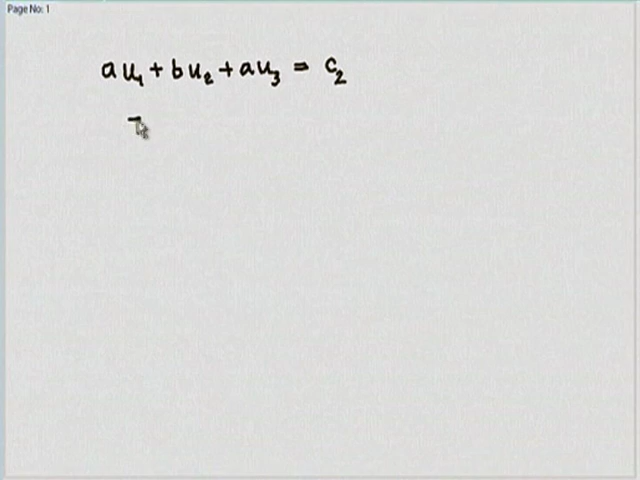 Page No: 1
au₁ + bu₂ + au₃ = c₂